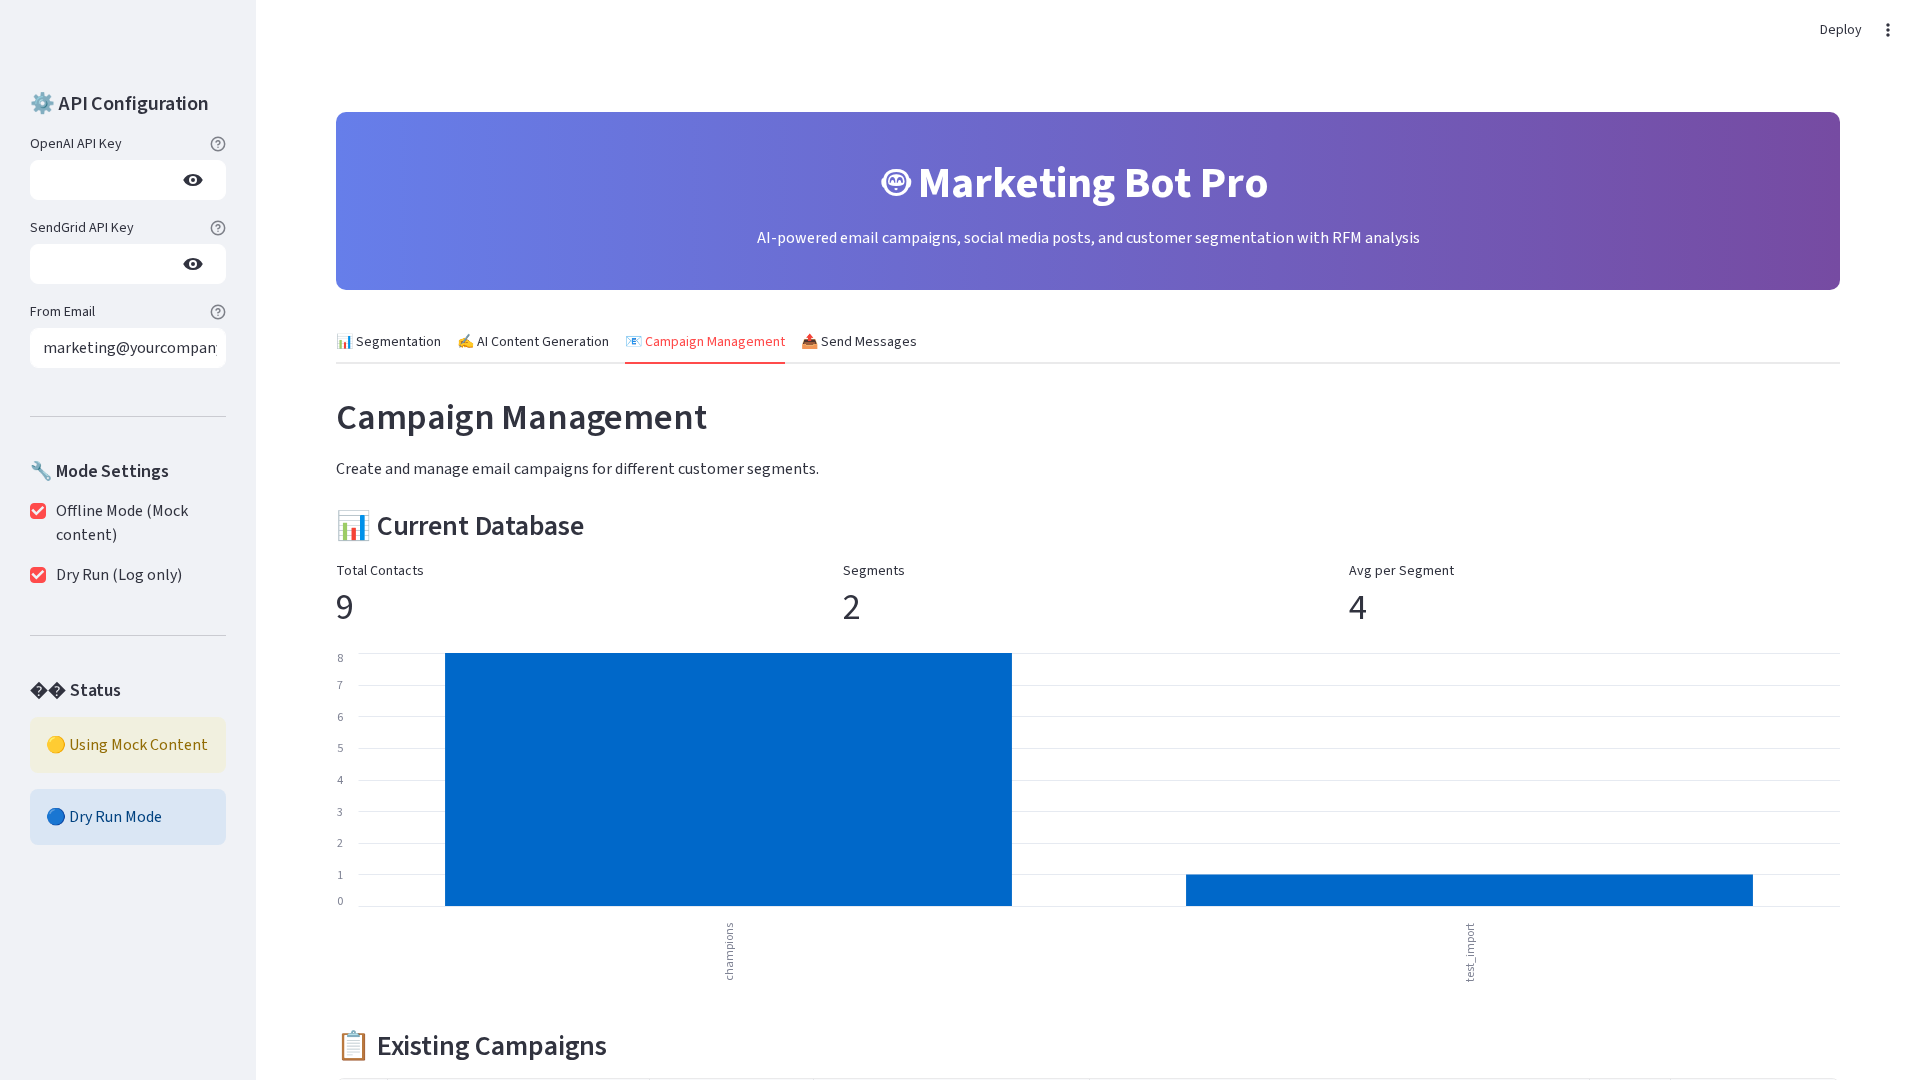 Deploy
⚙️ API Configuration
OpenAI API Key
SendGrid API Key
From Email
marketing@yourcompan
🔧 Mode Settings
Offline Mode (Mock
content)
Dry Run (Log only)
�� Status
🟡 Using Mock Content
🔵 Dry Run Mode
Marketing Bot Pro
AI-powered email campaigns, social media posts, and customer segmentation with RFM analysis
📊 Segmentation
✍️ AI Content Generation
📧 Campaign Management
📤 Send Messages
Campaign Management
Create and manage email campaigns for different customer segments.
📊 Current Database
Total Contacts
9
Segments
2
Avg per Segment
4
8
7
6
5
4
3
2
1
0
champions
test_import
📋 Existing Campaigns